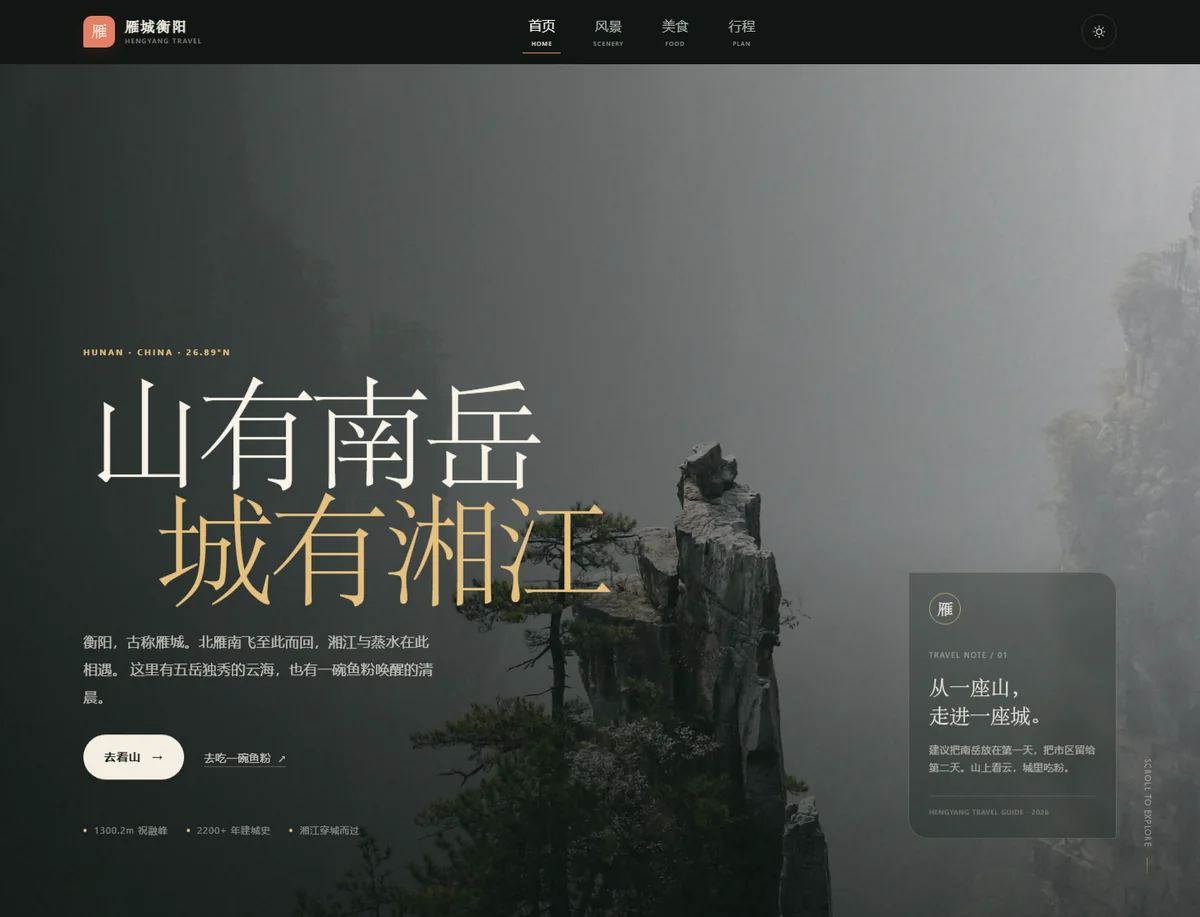 雁
雁城衡阳
HENGYANG TRAVEL
首页
HOME
风景
SCENERY
美食
FOOD
行程
PLAN
HUNAN · CHINA · 26.89°N
山有南岳
城有湘江
衡阳，古称雁城。北雁南飞至此而回，湘江与蒸水在此
相遇。 这里有五岳独秀的云海，也有一碗鱼粉唤醒的清
晨。
去看山 →
去吃一碗鱼粉 ↗
1300.2m 祝融峰
2200+ 年建城史
湘江穿城而过
雁
TRAVEL NOTE / 01
从一座山，
走进一座城。
建议把南岳放在第一天，把市区留给
第二天。山上看云，城里吃粉。
HENGYANG TRAVEL GUIDE · 2026
SCROLL TO EXPLORE